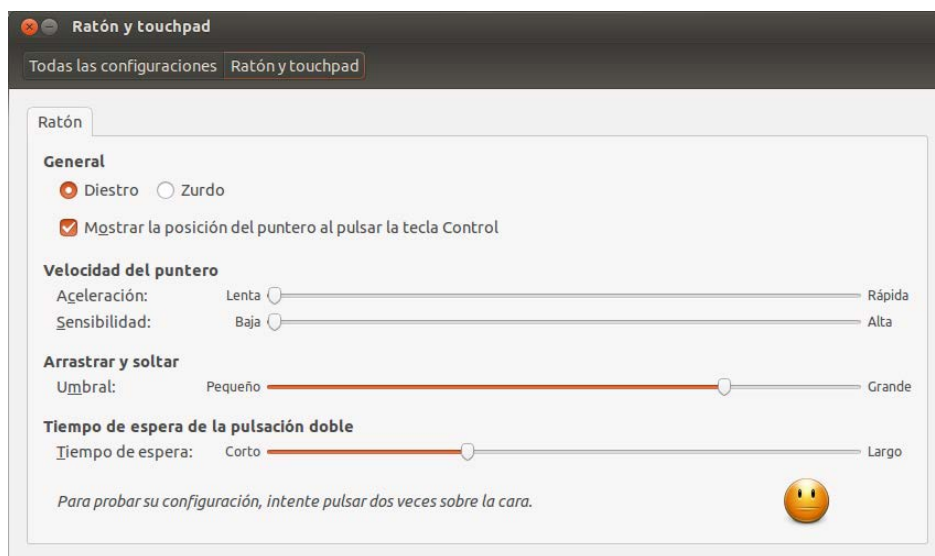 Ratón y touchpad
Todas las configuraciones Ratón y touchpad
Ratón
General
Diestro Zurdo
Mostrar la posición del puntero al pulsar la tecla Control
Velocidad del puntero
Aceleración: Lenta Rápida
Sensibilidad: Baja Alta
Arrastrar y soltar
Umbral: Pequeño Grande
Tiempo de espera de la pulsación doble
Tiempo de espera: Corto Largo
Para probar su configuración, intente pulsar dos veces sobre la cara.